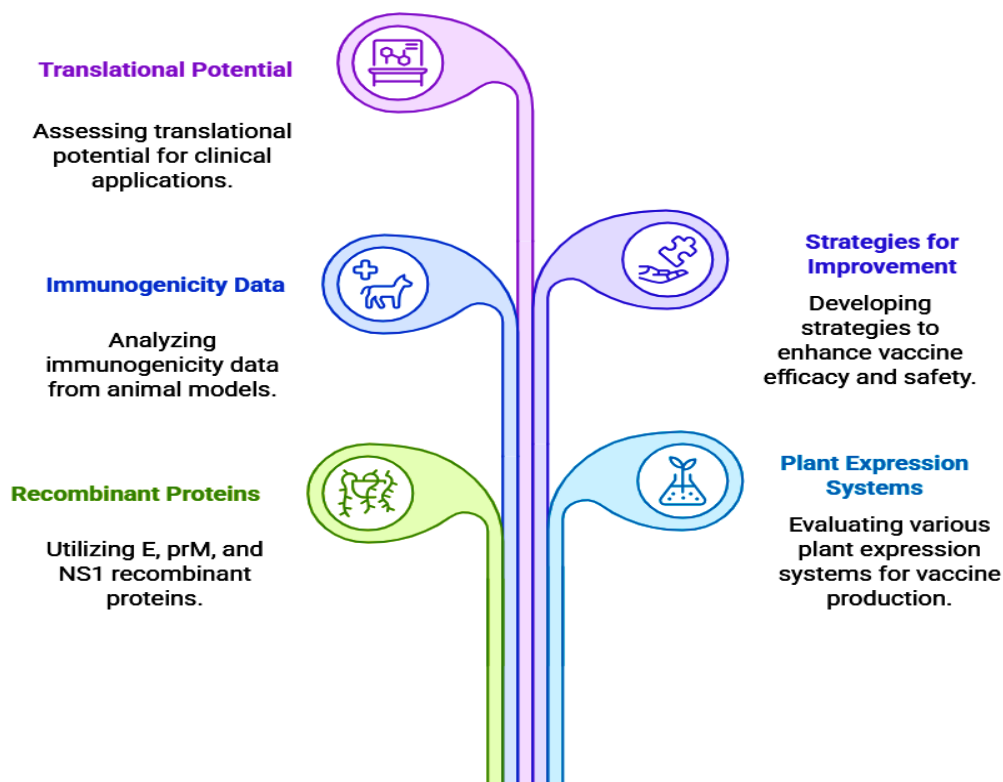 Translational Potential
Assessing translational
potential for clinical
applications.
Strategies for
Improvement
Developing
strategies to
enhance vaccine
efficacy and safety.
Immunogenicity Data
Analyzing
immunogenicity data
from animal models.
Plant Expression
Systems
Evaluating various
plant expression
systems for vaccine
production.
Recombinant Proteins
Utilizing E, prM, and
NS1 recombinant
proteins.